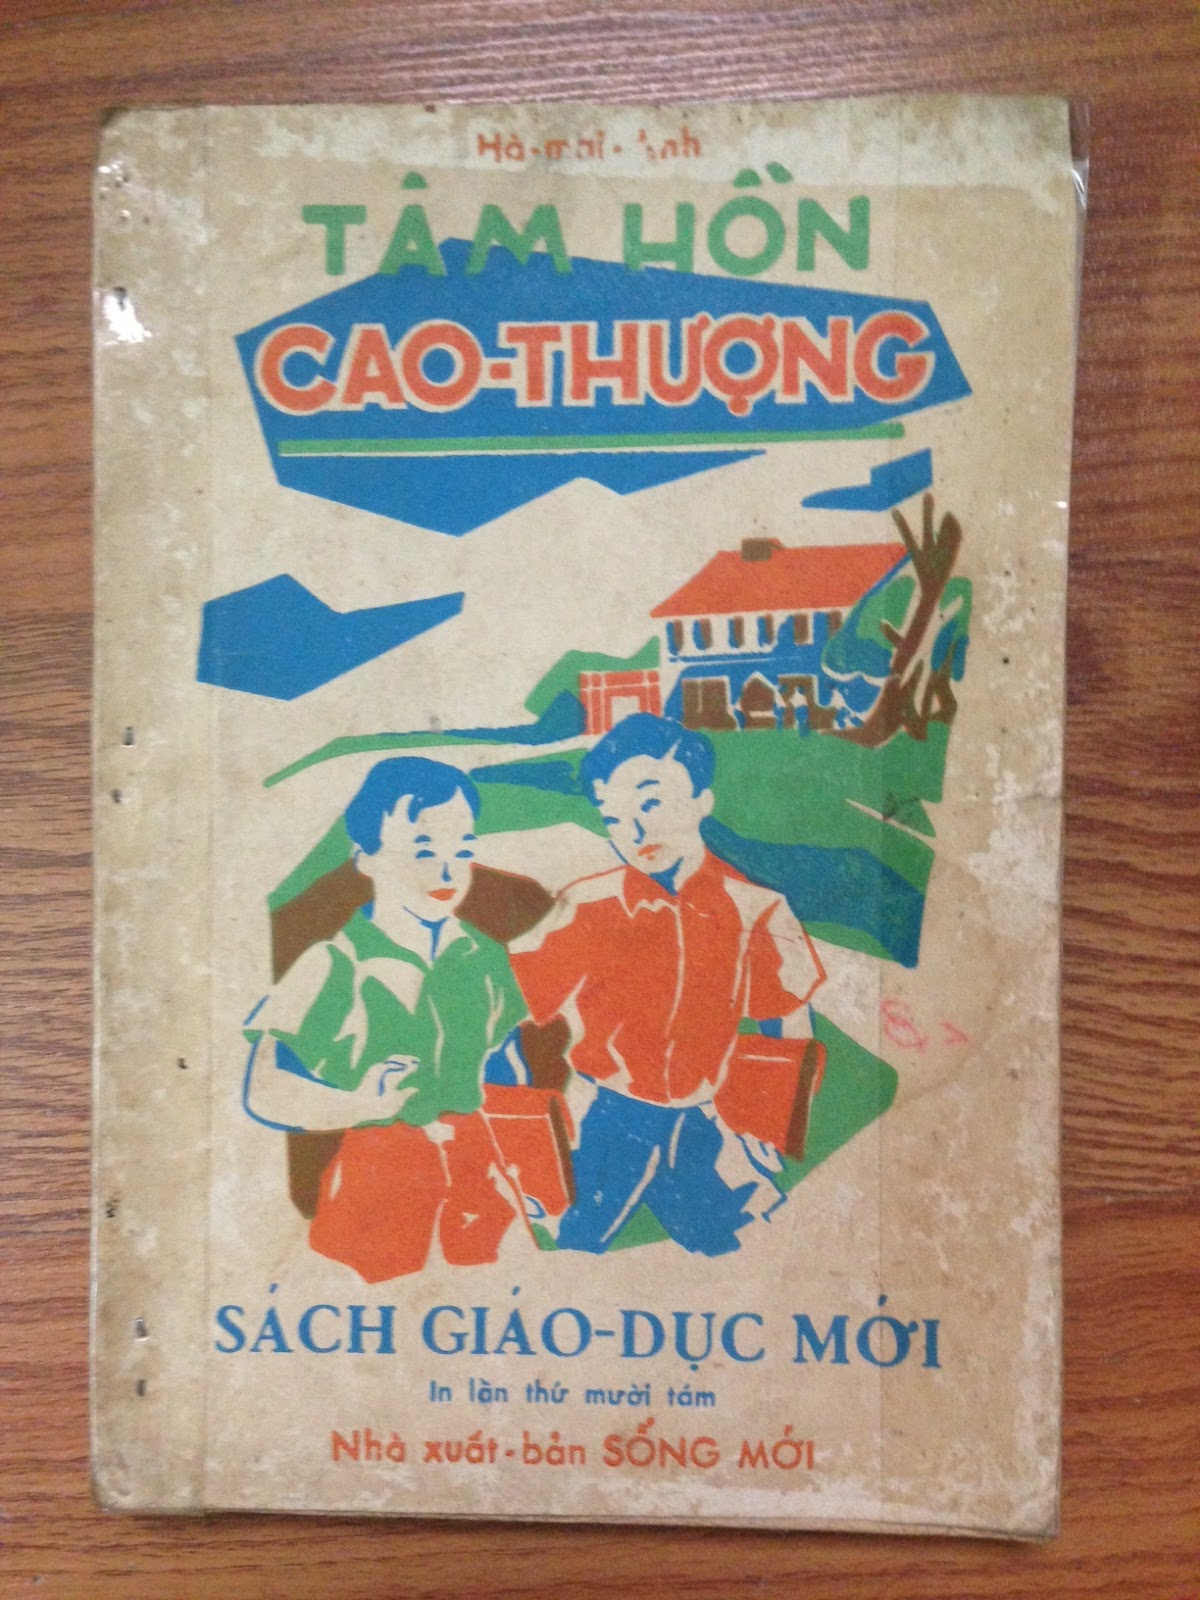 Hà-mai-Anh
TÂM HỒN
CAO-THƯỢNG
8
SÁCH GIÁO-DỤC MỚI
In lần thứ mười tám
Nhà xuất-bản SỐNG MỚI